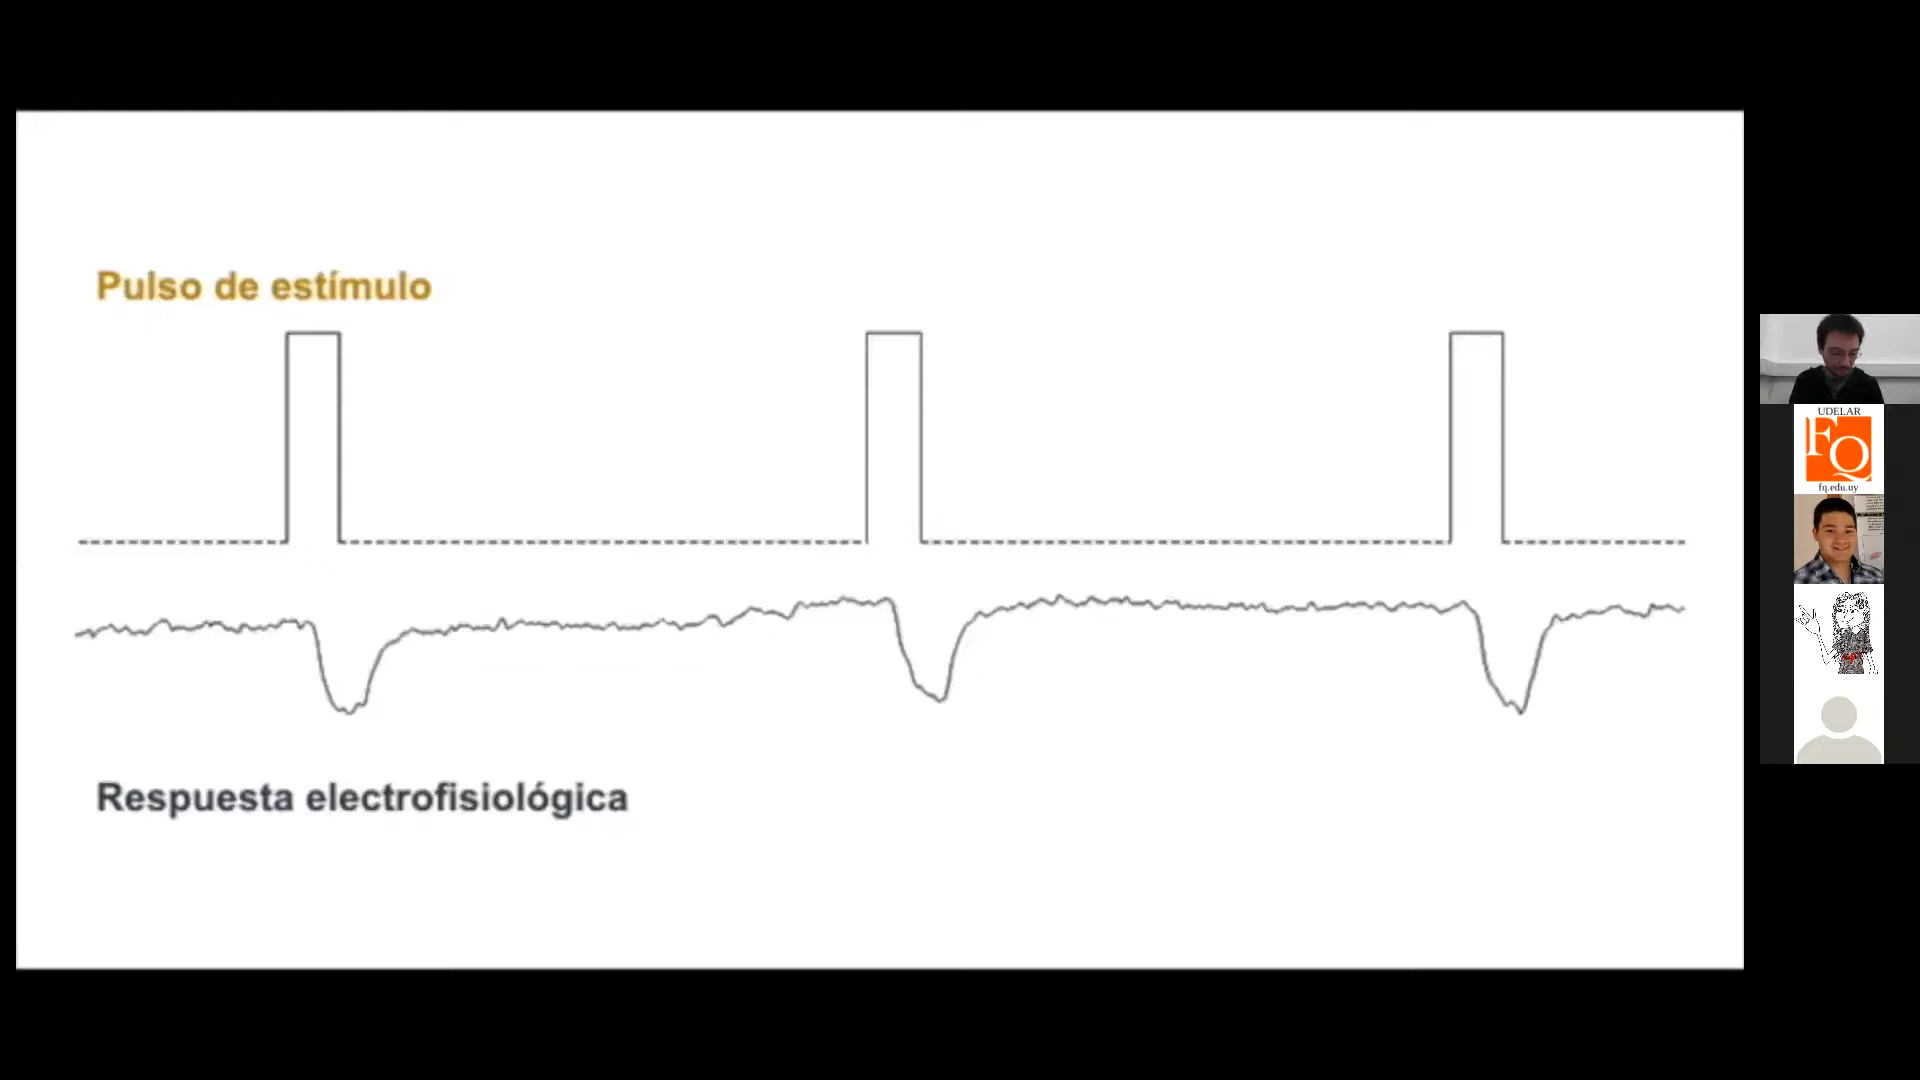 Pulso de estímulo
Respuesta electrofisiológica
UDELAR
FQ
fq.edu.uy